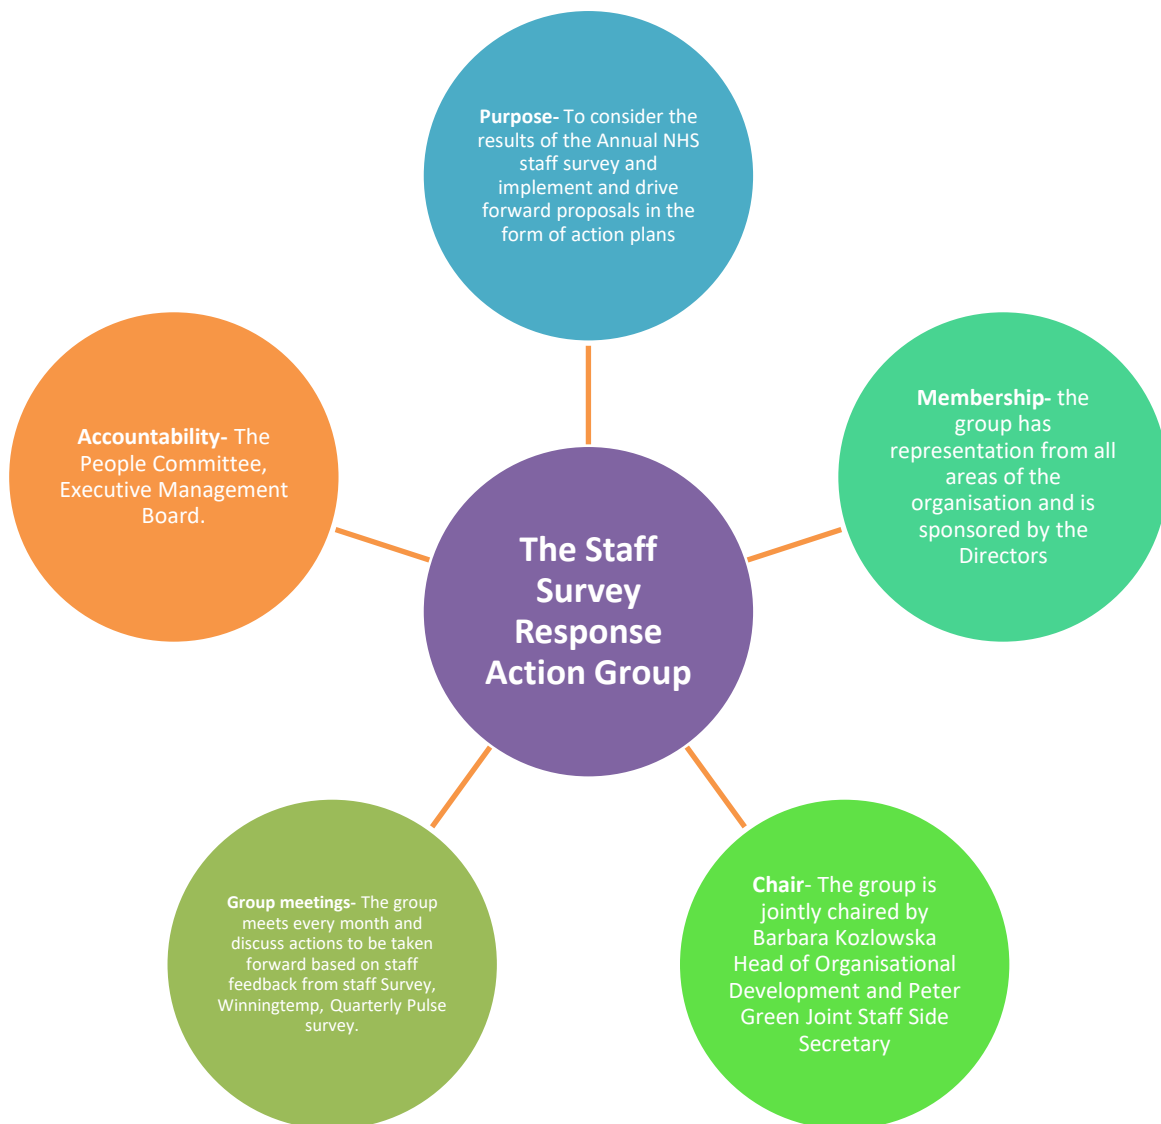 Purpose- To consider the
results of the Annual NHS
staff survey and
implement and drive
forward proposals in the
form of action plans
Membership- the
group has
representation from all
areas of the
organisation and is
sponsored by the
Directors
Chair- The group is
jointly chaired by
Barbara Kozlowska
Head of Organisational
Development and Peter
Green Joint Staff Side
Secretary
Group meetings- The group
meets every month and
discuss actions to be taken
forward based on staff
feedback from staff Survey,
Winningtemp, Quarterly Pulse
survey.
Accountability- The
People Committee,
Executive Management
Board.
The Staff
Survey
Response
Action Group